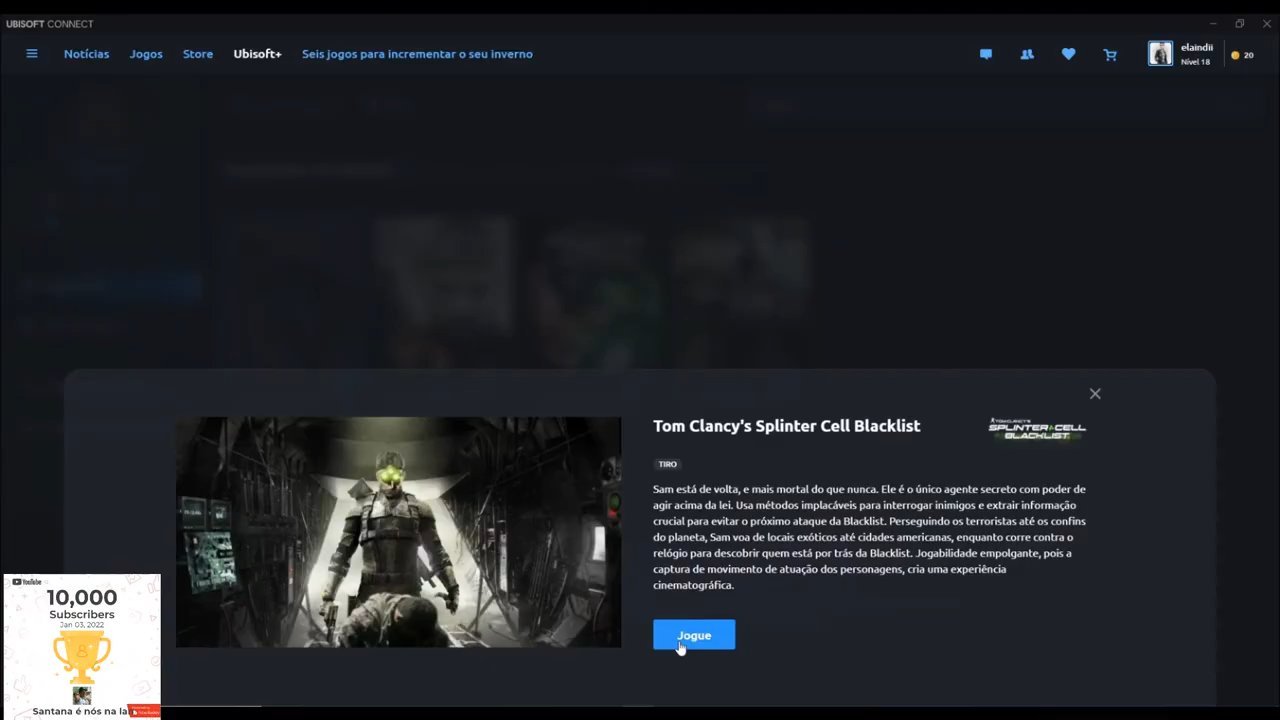 UBISOFT CONNECT
Notícias
Jogos
Store
Ubisoft+
Seis jogos para incrementar o seu inverno
elaindii
Nível 18
20
Tom Clancy's Splinter Cell Blacklist
TOM CLANCY'S
SPLINTER CELL
BLACKLIST
TIRO
Sam está de volta, e mais mortal do que nunca. Ele é o único agente secreto com poder de
agir acima da lei. Usa métodos implacáveis para interrogar inimigos e extrair informação
crucial para evitar o próximo ataque da Blacklist. Perseguindo os terroristas até os confins
do planeta, Sam voa de locais exóticos até cidades americanas, enquanto corre contra o
relógio para descobrir quem está por trás da Blacklist. Jogabilidade empolgante, pois a
captura de movimento de atuação dos personagens, cria uma experiência
cinematográfica.
Jogue
YouTube
10,000
Subscribers
Jan 03, 2022
Santana é nós na la